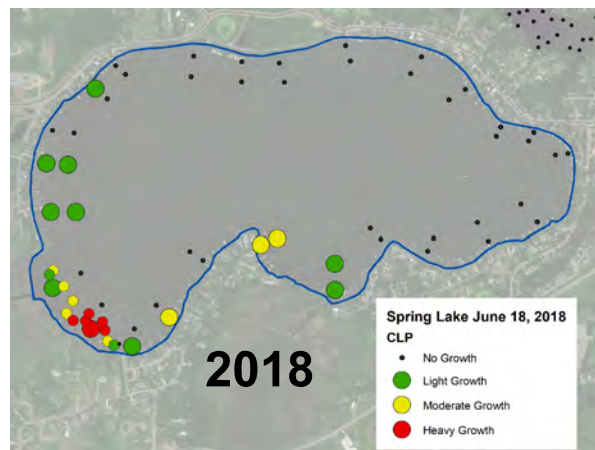 2018
Spring Lake June 18, 2018
CLP
No Growth
Light Growth
Moderate Growth
Heavy Growth